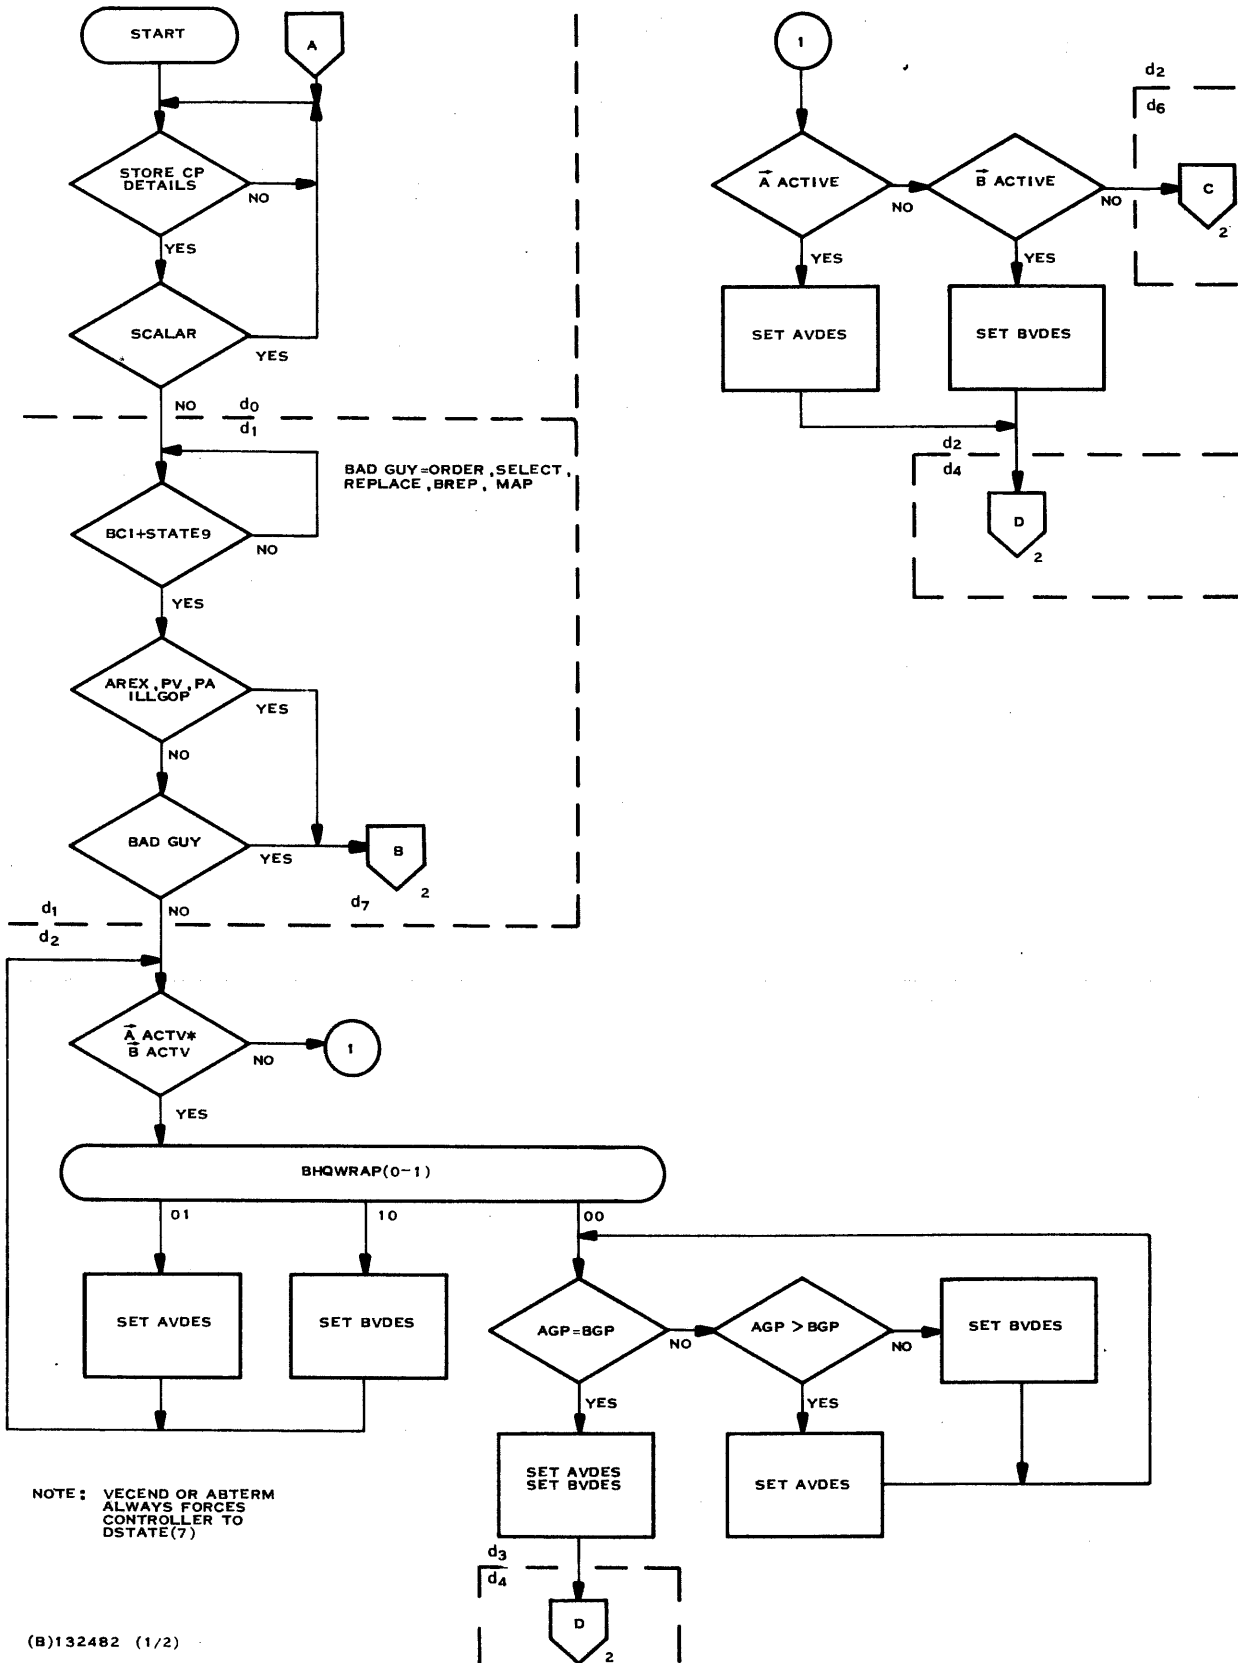 START
A
STORE CP
DETAILS
NO
YES
SCALAR
YES
NO
d0
d1
BAD GUY=ORDER,SELECT,
REPLACE,BREP, MAP
BC1+STATE9
NO
YES
AREX,PV,PA
ILLGOP
YES
NO
BAD GUY
YES
B
2
d7
NO
d1
d2
A ACTV*
B ACTV
NO
1
YES
BHQWRAP(0-1)
01
10
00
SET AVDES
SET BVDES
AGP=BGP
NO
AGP > BGP
NO
SET BVDES
YES
YES
SET AVDES
SET BVDES
SET AVDES
NOTE: VECEND OR ABTERM
ALWAYS FORCES
CONTROLLER TO
DSTATE(7)
d3
d4
D
2
(B)132482 (1/2)
1
A ACTIVE
NO
B ACTIVE
NO
d2
d6
C
2
YES
YES
SET AVDES
SET BVDES
d2
d4
D
2